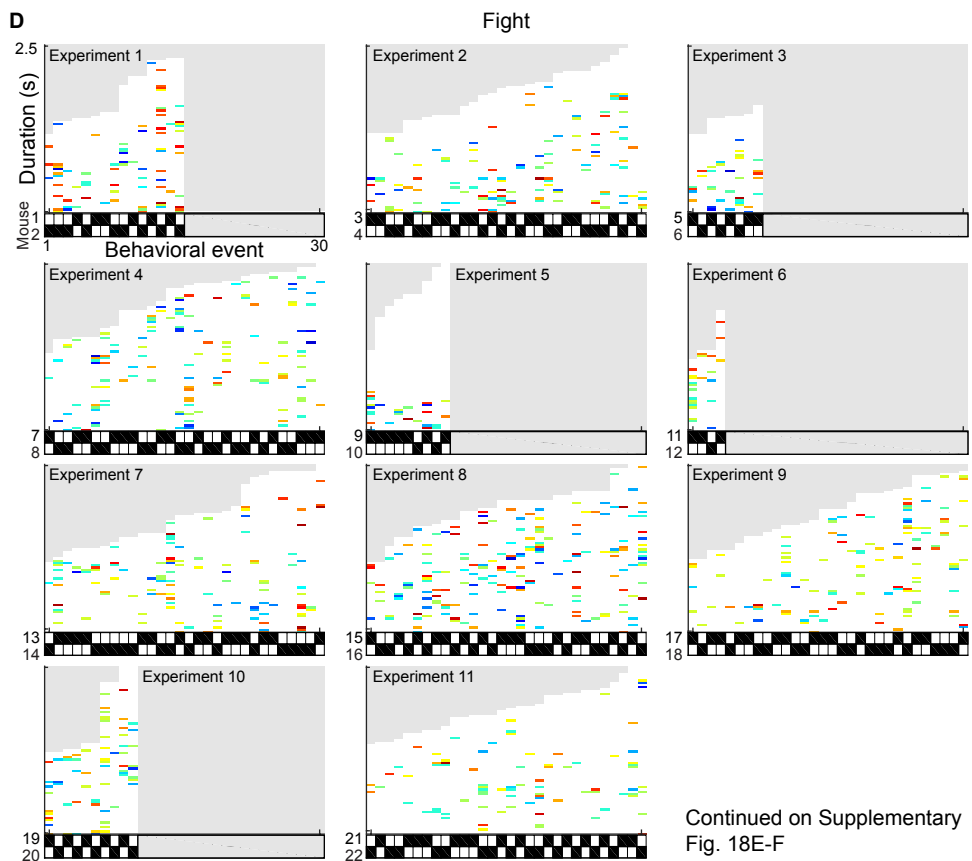 D
Fight
2.5
Experiment 1
Experiment 2
Experiment 3
Duration (s)
Mouse
1
2
3
4
5
6
1
30
Behavioral event
Experiment 4
Experiment 5
Experiment 6
7
8
9
10
11
12
Experiment 7
Experiment 8
Experiment 9
13
14
15
16
17
18
Experiment 10
Experiment 11
19
20
21
22
Continued on Supplementary
Fig. 18E-F